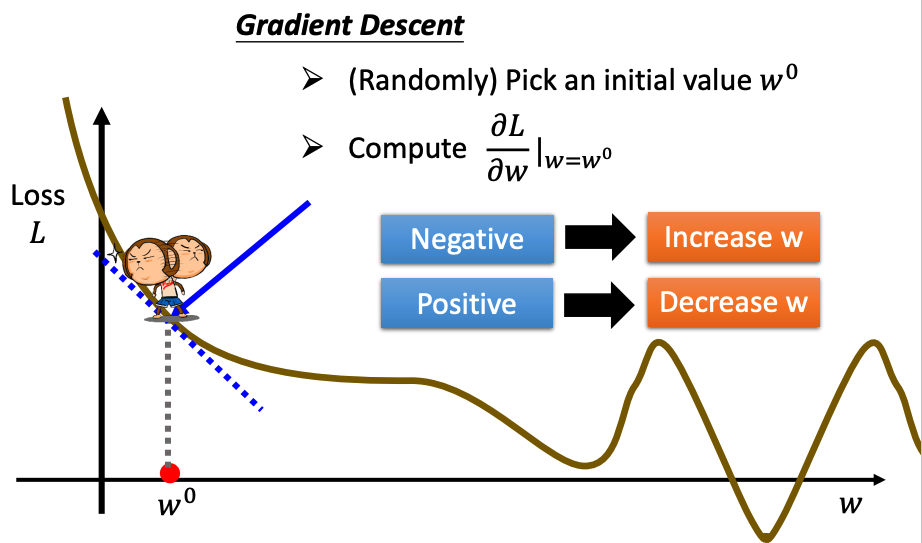 Gradient Descent
➢ (Randomly) Pick an initial value w⁰
➢ Compute ∂L/∂w |w=w⁰
Loss
L
Negative
Increase w
Positive
Decrease w
w⁰
w